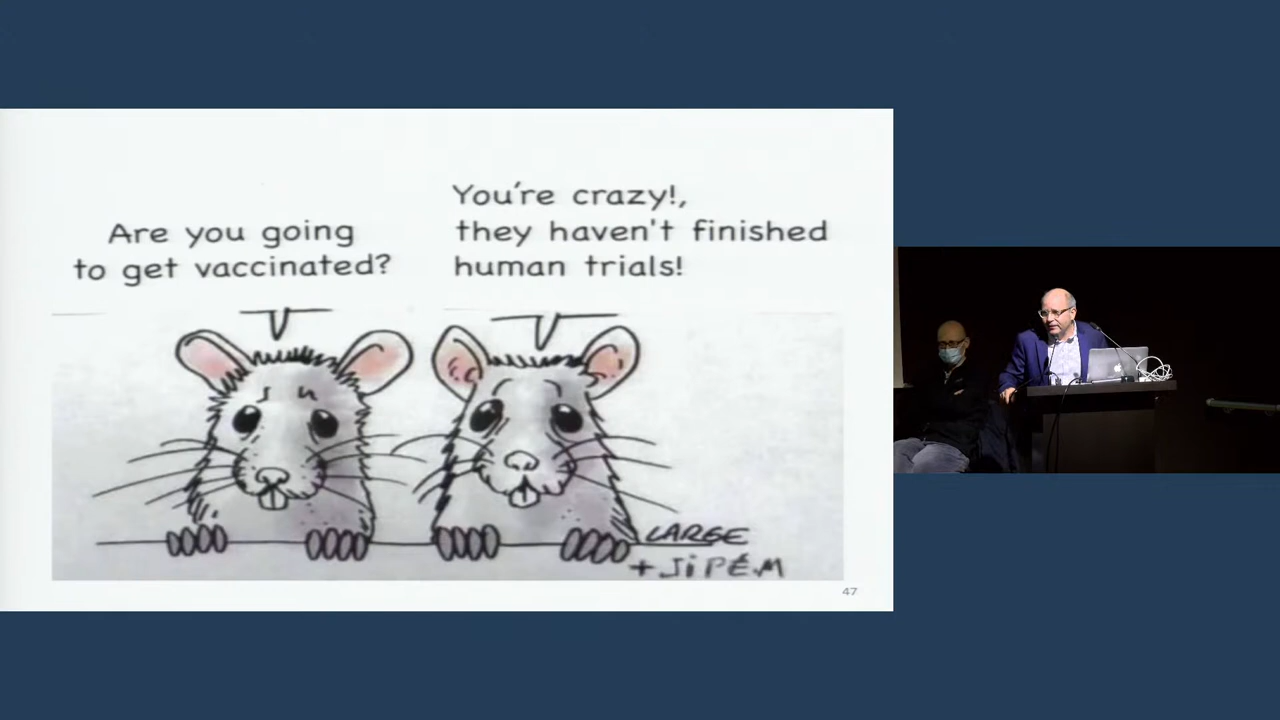 Are you going
to get vaccinated?
You're crazy!,
they haven't finished
human trials!
LARGE
+ JiPÉM
47